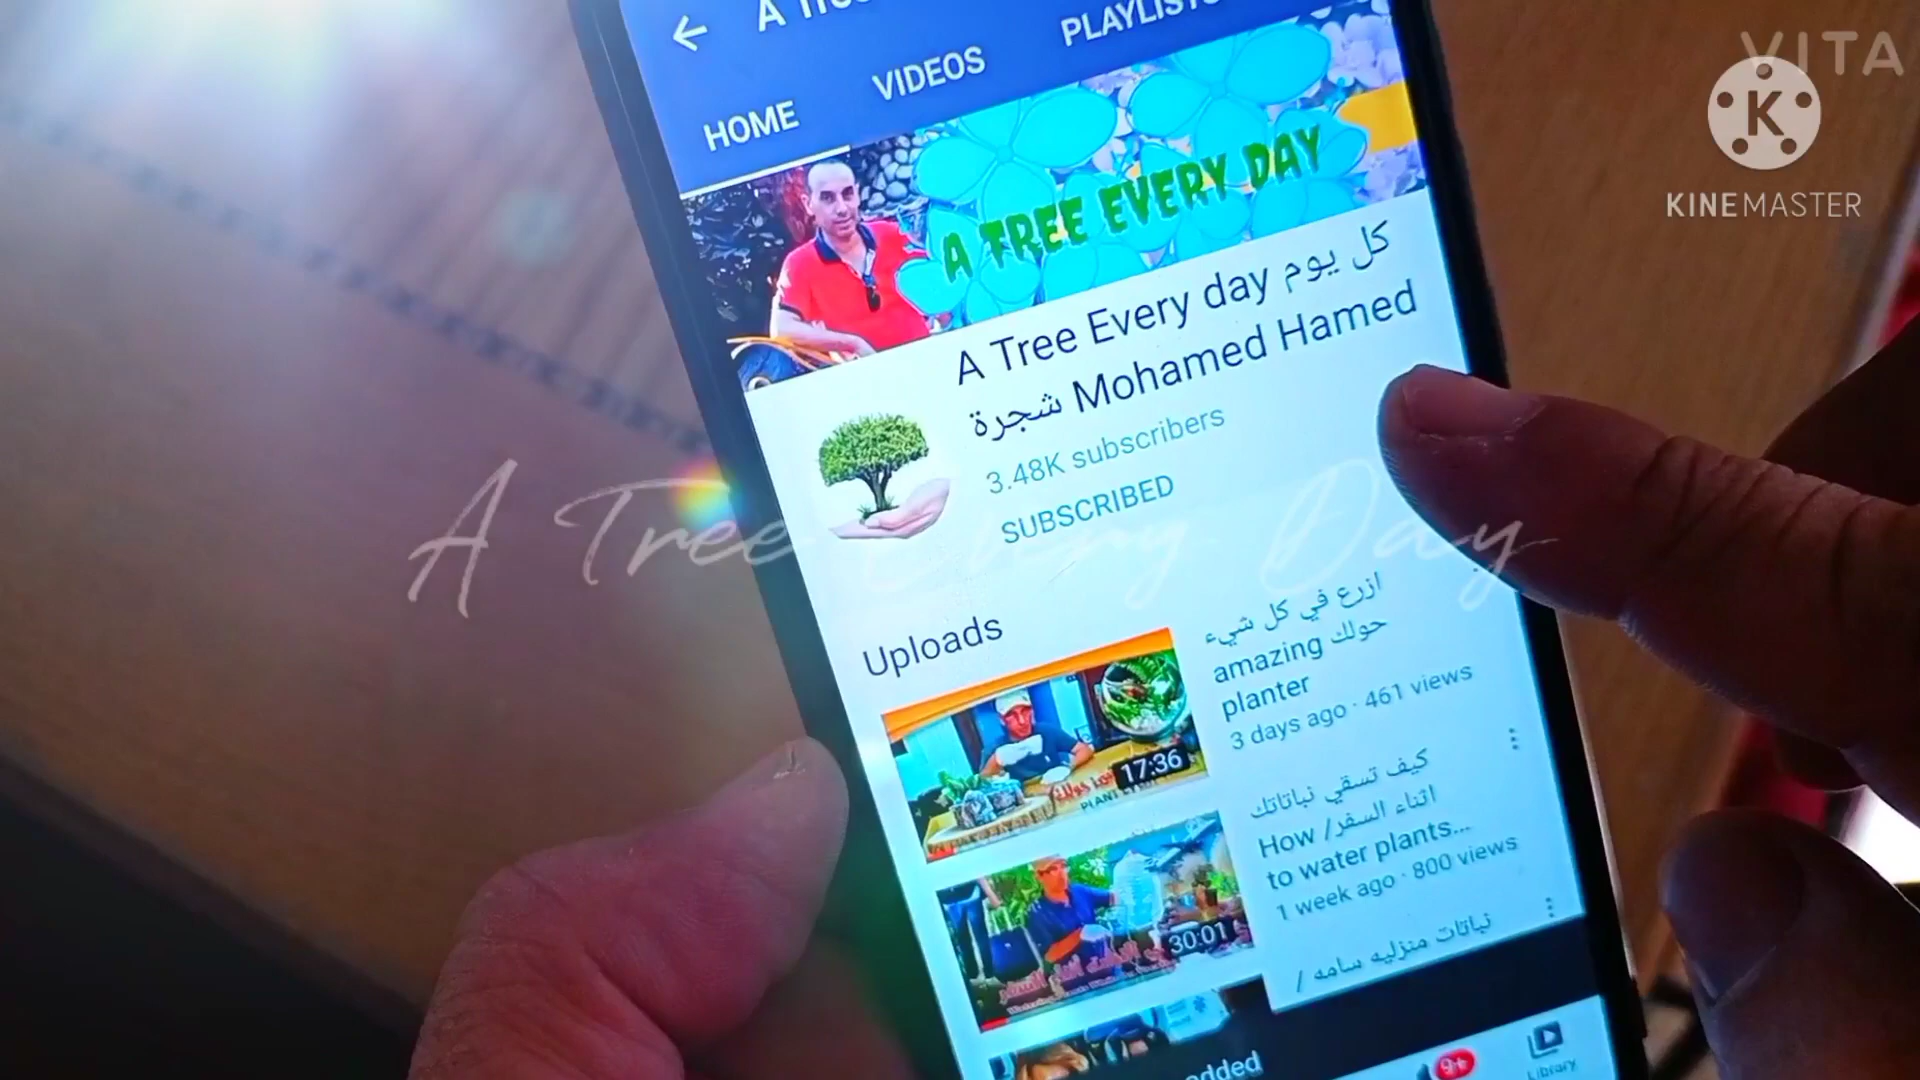 VITA
KINEMASTER
HOME
VIDEOS
PLAYLISTS
A TREE EVERY DAY
A Tree Every day كل يوم
شجرة Mohamed Hamed
3.48K subscribers
SUBSCRIBED
A Tree Every Day
Uploads
17:36
ازرع في كل شيء
حولك amazing
planter
3 days ago · 461 views
30:01
كيف تسقي نباتاتك
اثناء السفر/ How
to water plants...
1 week ago · 800 views
نباتات منزليه سامه /
9+
Library